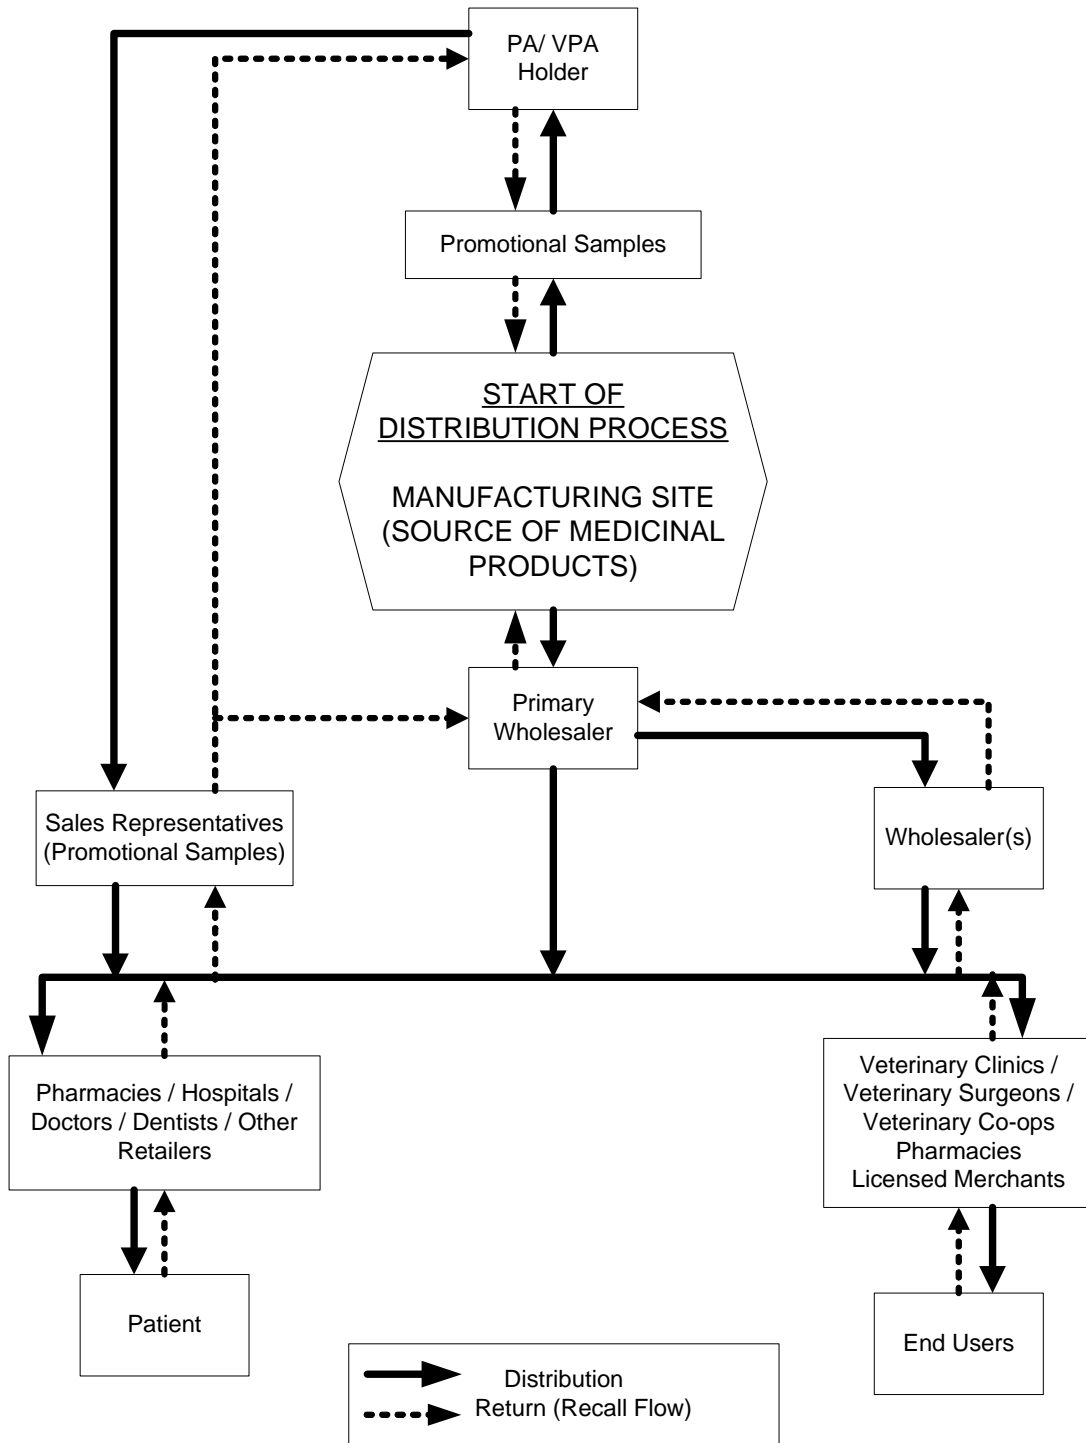 PA/ VPA
Holder
Promotional Samples
START OF
DISTRIBUTION PROCESS
MANUFACTURING SITE
(SOURCE OF MEDICINAL
PRODUCTS)
Primary
Wholesaler
Sales Representatives
(Promotional Samples)
Wholesaler(s)
Pharmacies / Hospitals /
Doctors / Dentists / Other
Retailers
Veterinary Clinics /
Veterinary Surgeons /
Veterinary Co-ops
Pharmacies
Licensed Merchants
Patient
End Users
Distribution
Return (Recall Flow)